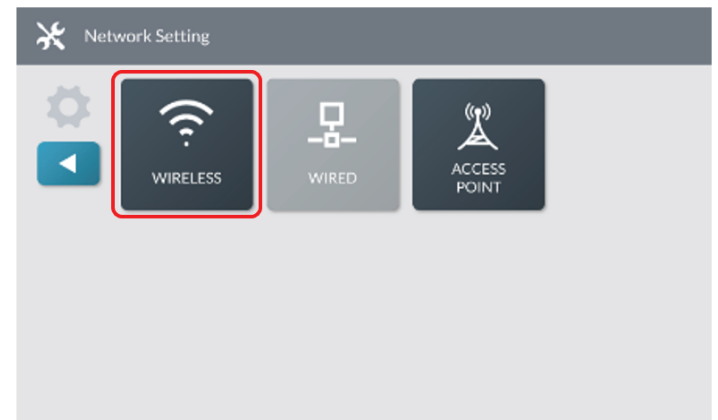 Network Setting
WIRELESS
WIRED
ACCESS
POINT